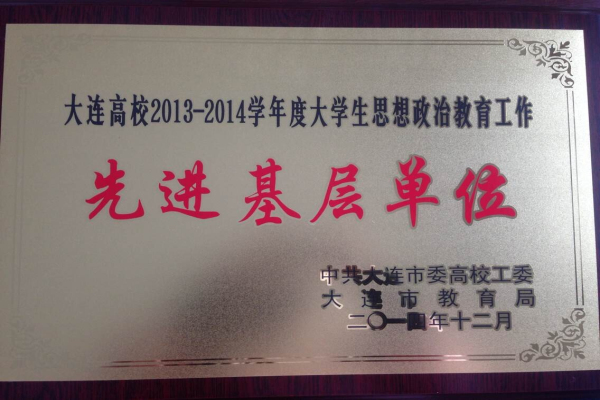 大连高校2013-2014学年度大学生思想政治教育工作
先进基层单位
中共大连市委高校工委
大连市教育局
二〇一四年十二月